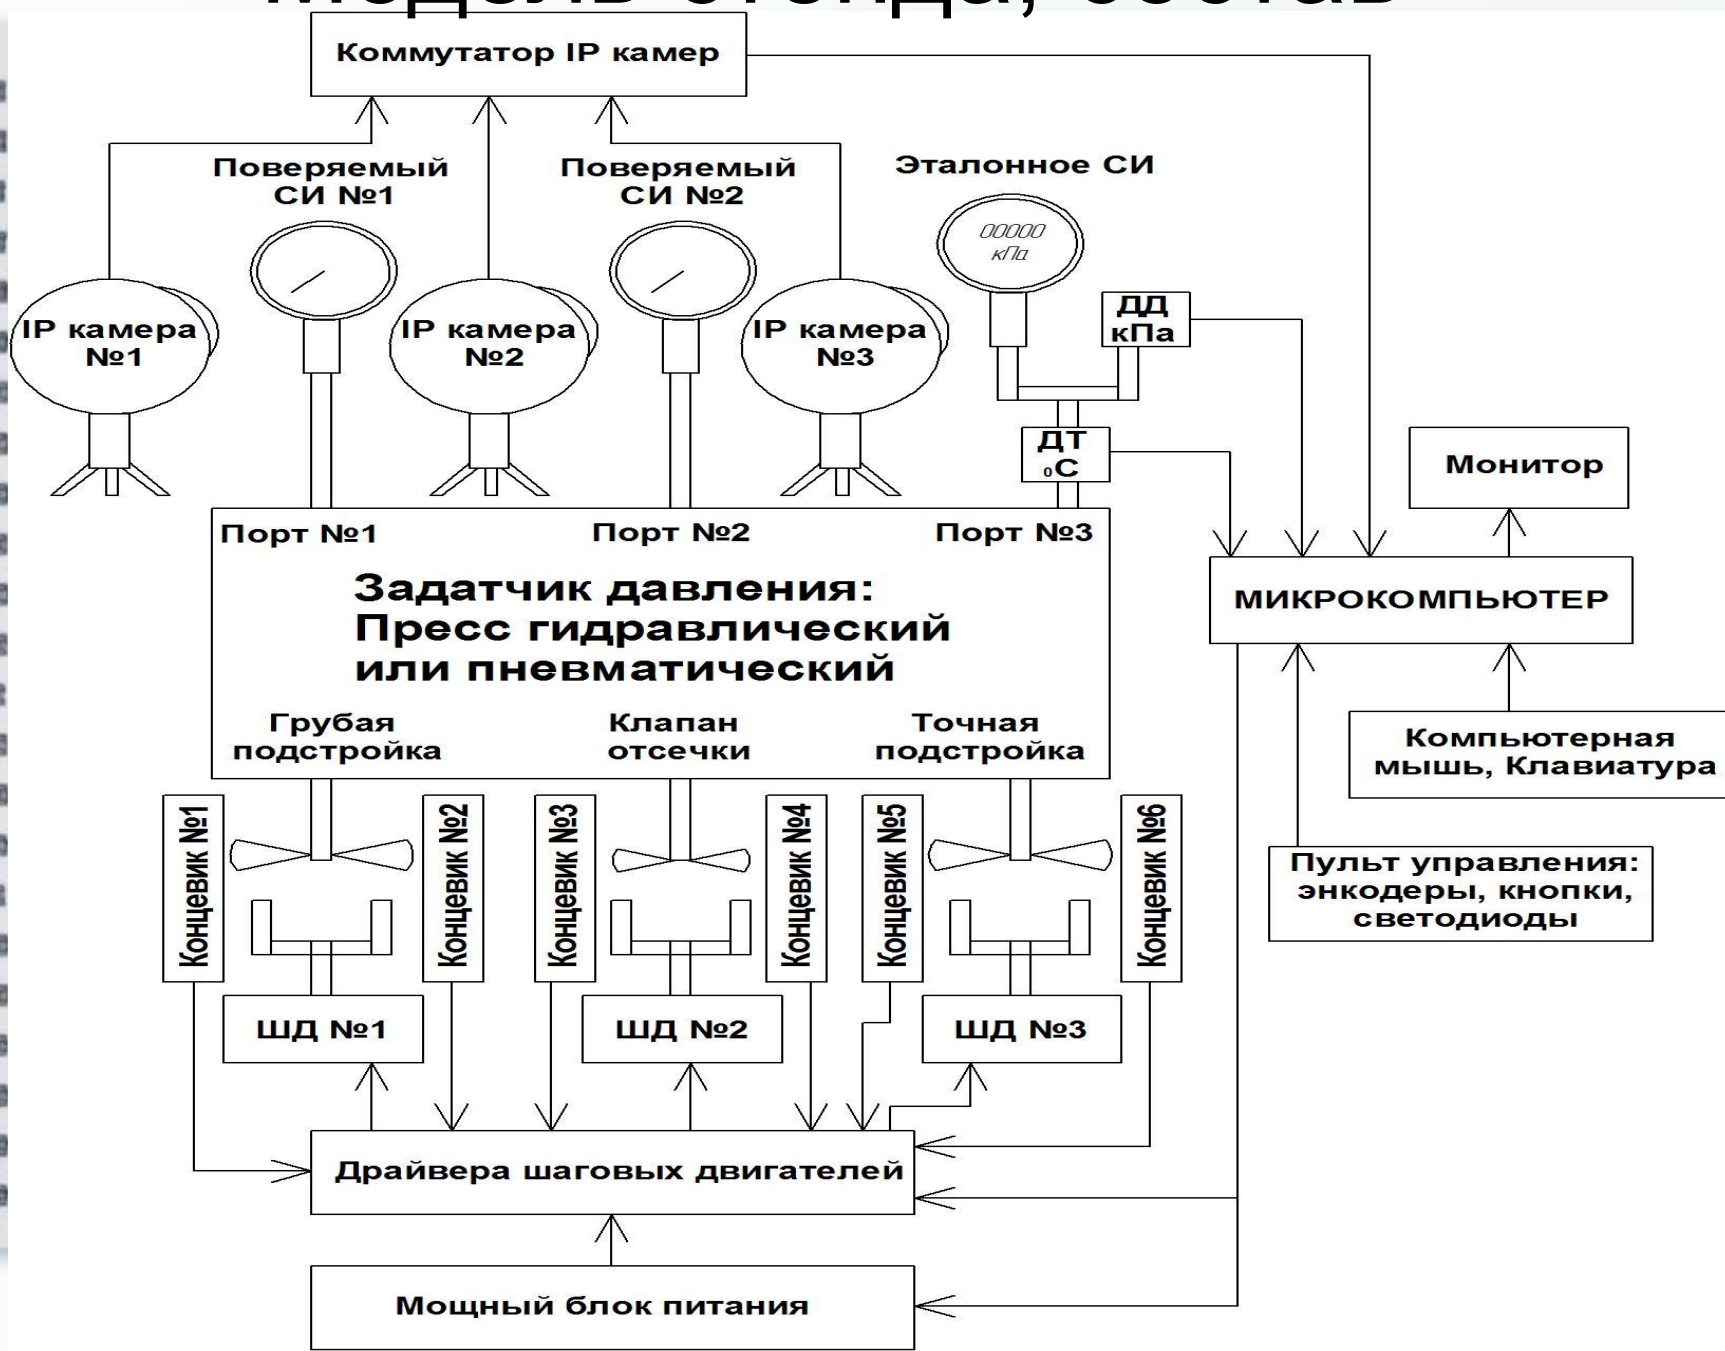 Модель стенда, состав
Коммутатор IP камер
Поверяемый
СИ №1
Поверяемый
СИ №2
Эталонное СИ
00000
кПа
ДД
кПа
IP камера
№1
IP камера
№2
IP камера
№3
ДТ
оС
Монитор
Порт №1
Порт №2
Порт №3
Задатчик давления:
Пресс гидравлический
или пневматический
МИКРОКОМПЬЮТЕР
Грубая
подстройка
Клапан
отсечки
Точная
подстройка
Компьютерная
мышь, Клавиатура
Концевик №1
Концевик №2
Концевик №3
Концевик №4
Концевик №5
Концевик №6
Пульт управления:
энкодеры, кнопки,
светодиоды
ШД №1
ШД №2
ШД №3
Драйвера шаговых двигателей
Мощный блок питания